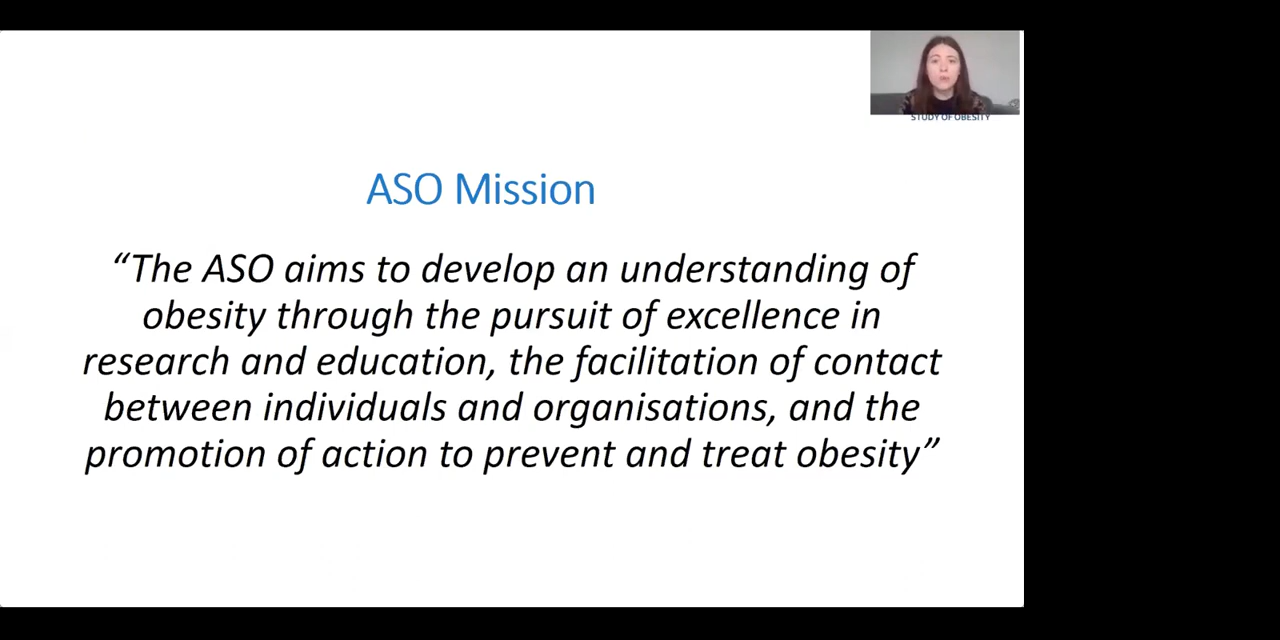 STUDY OF OBESITY
ASO Mission
“The ASO aims to develop an understanding of
obesity through the pursuit of excellence in
research and education, the facilitation of contact
between individuals and organisations, and the
promotion of action to prevent and treat obesity”